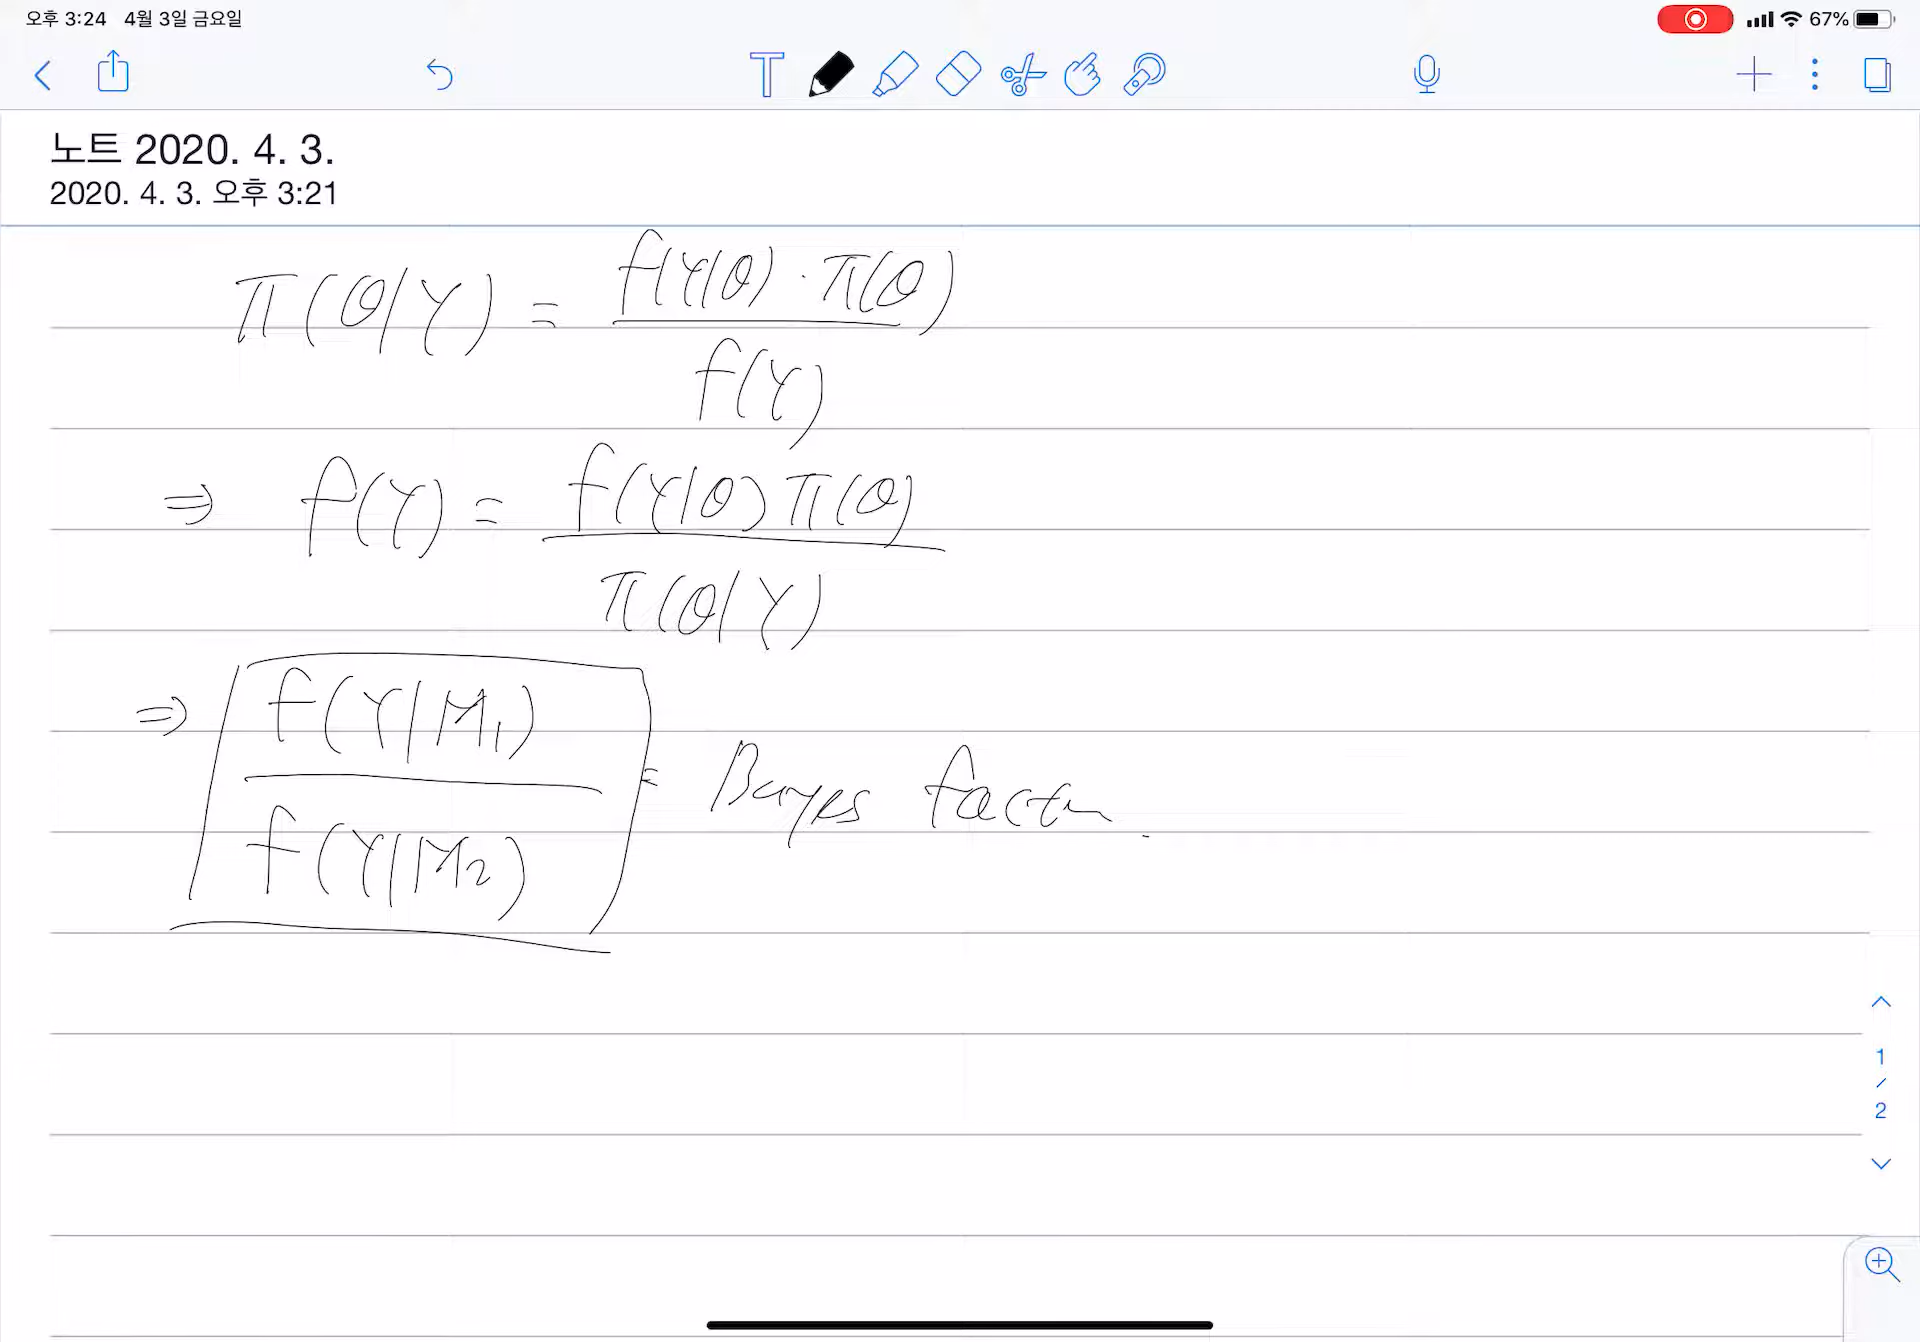 오후 3:24 4월 3일 금요일 67%
노트 2020. 4. 3.
2020. 4. 3. 오후 3:21
π(θ|Y) = f(Y|θ) · π(θ) / f(Y)
⇒ f(Y) = f(Y|θ) π(θ) / π(θ|Y)
⇒ f(Y|M₁) / f(Y|M₂) = Bayes factor.
1 / 2